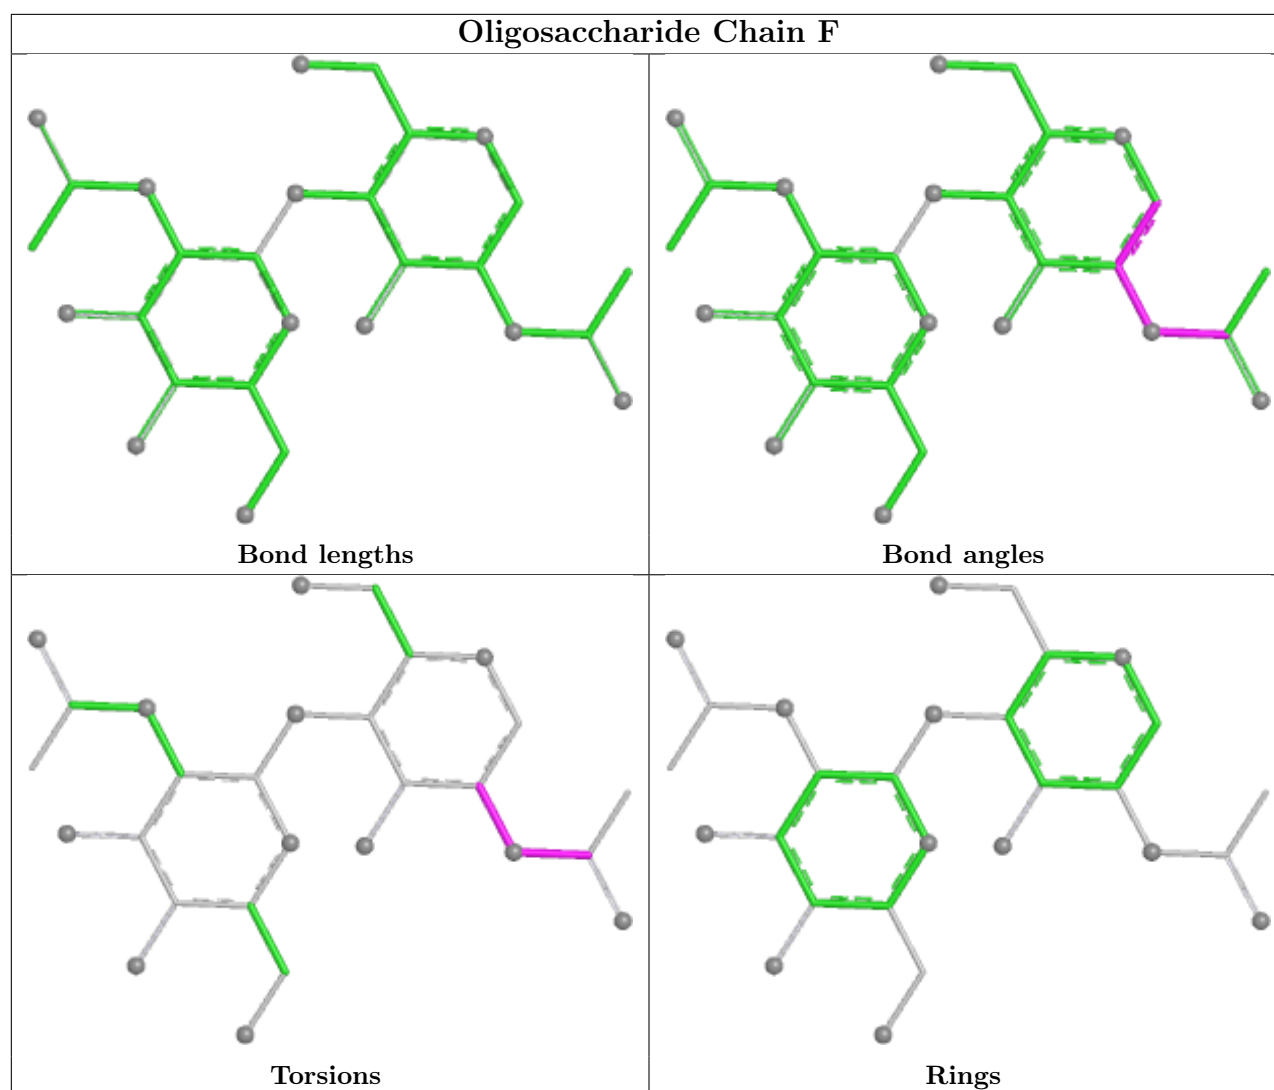 Oligosaccharide Chain F
Bond lengths
Bond angles
Torsions
Rings